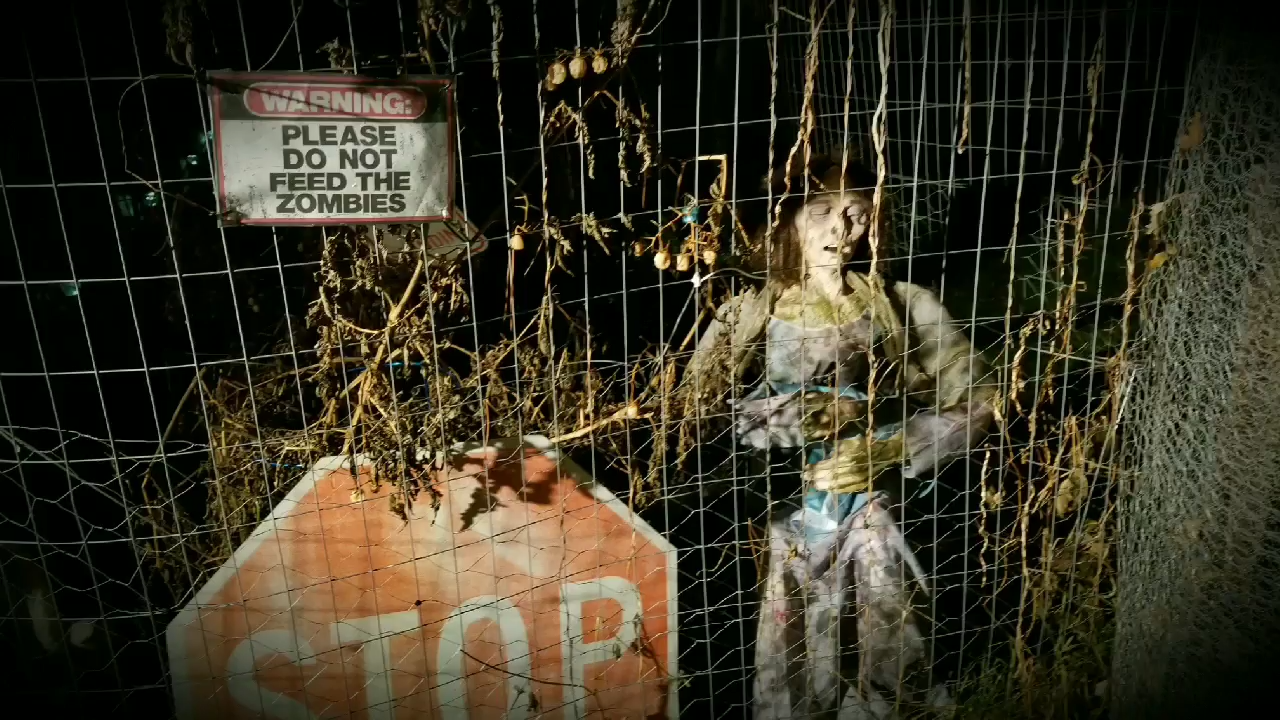 WARNING:
PLEASE
DO NOT
FEED THE
ZOMBIES
STOP